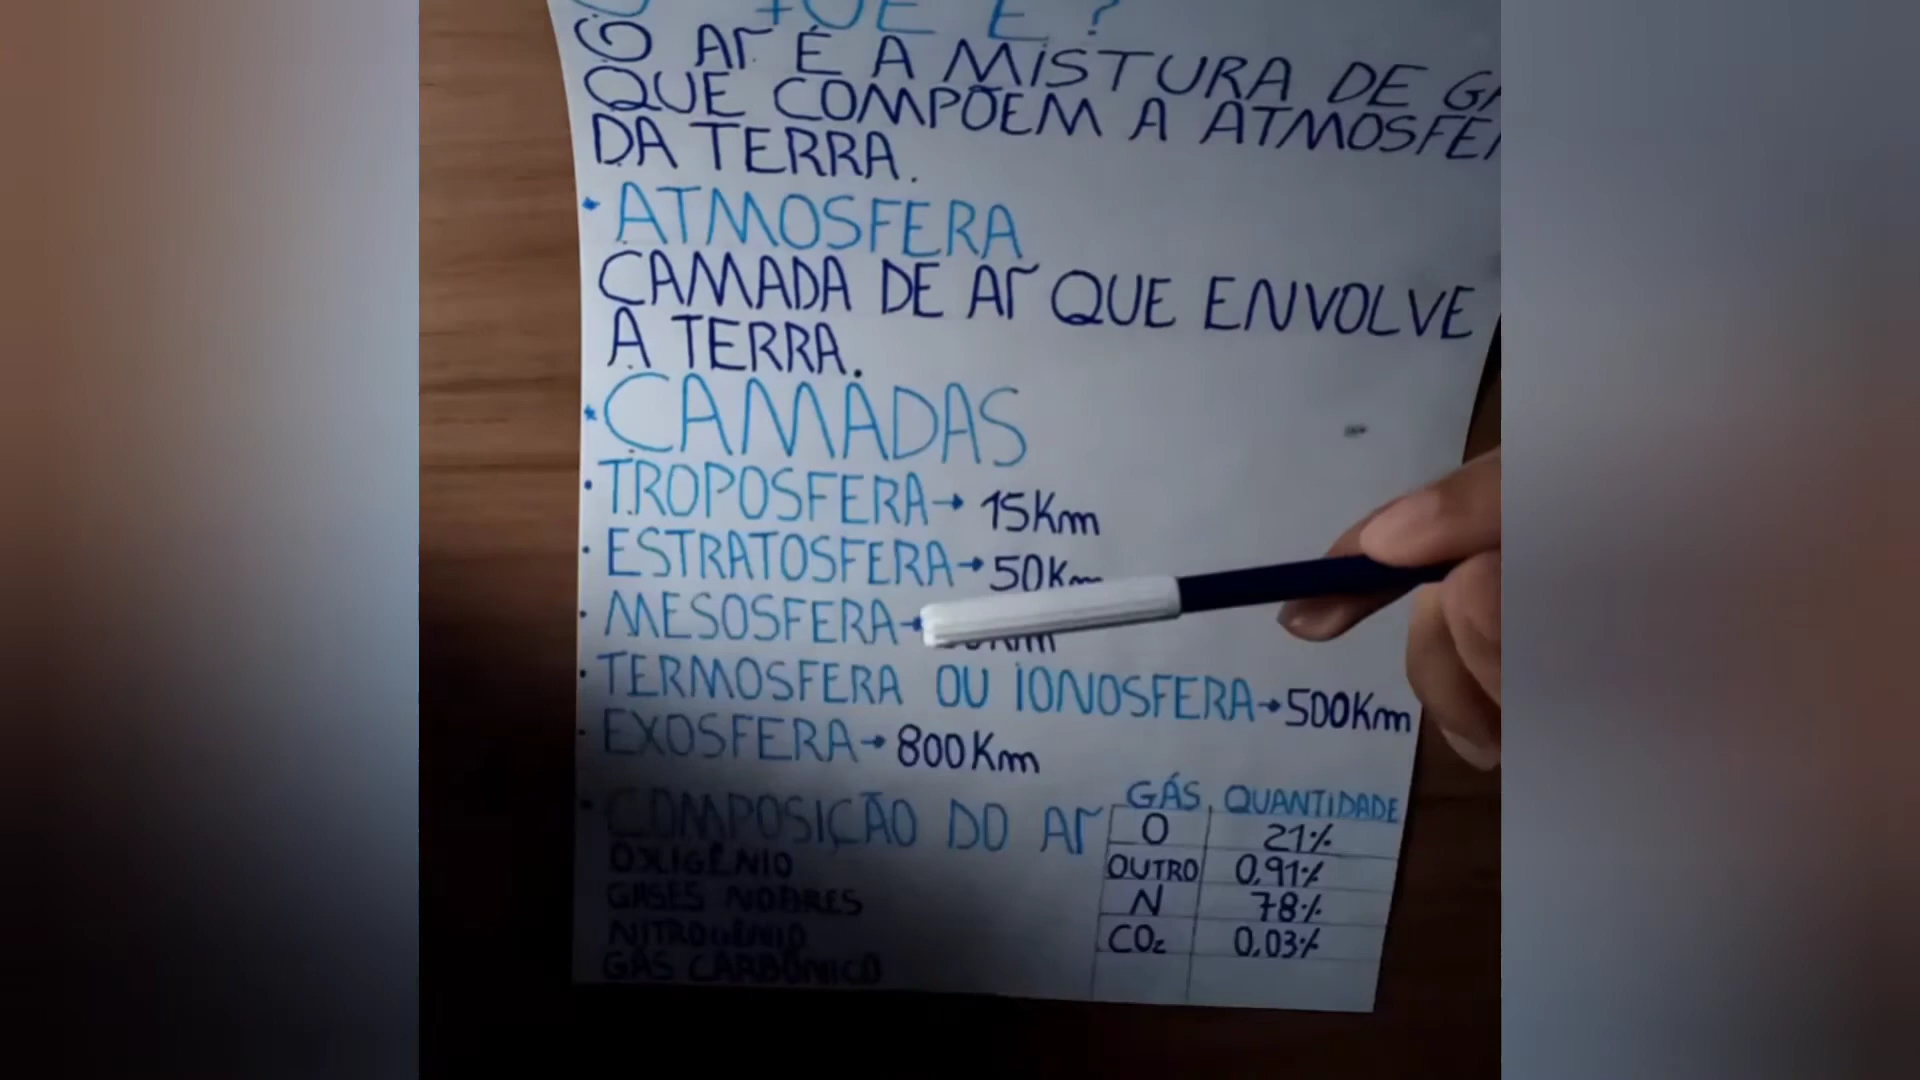 QUE É?
O Ar É A MISTURA DE
QUE COMPÕEM A ATMOSFE
DA TERRA.
ATMOSFERA
CAMADA DE Ar QUE ENVOLVE
A TERRA.
CAMADAS
TROPOSFERA→ 15Km
ESTRATOSFERA→ 50Km
MESOSFERA→
TERMOSFERA OU IONOSFERA→500Km
EXOSFERA→ 800Km
COMPOSIÇÃO DO Ar
OXIGÊNIO
GASES NOBRES
NITROGÊNIO
GÁS CARBÔNICO
GÁS QUANTIDADE
O 21%
OUTRO 0,91%
N 78%
CO2 0,03%